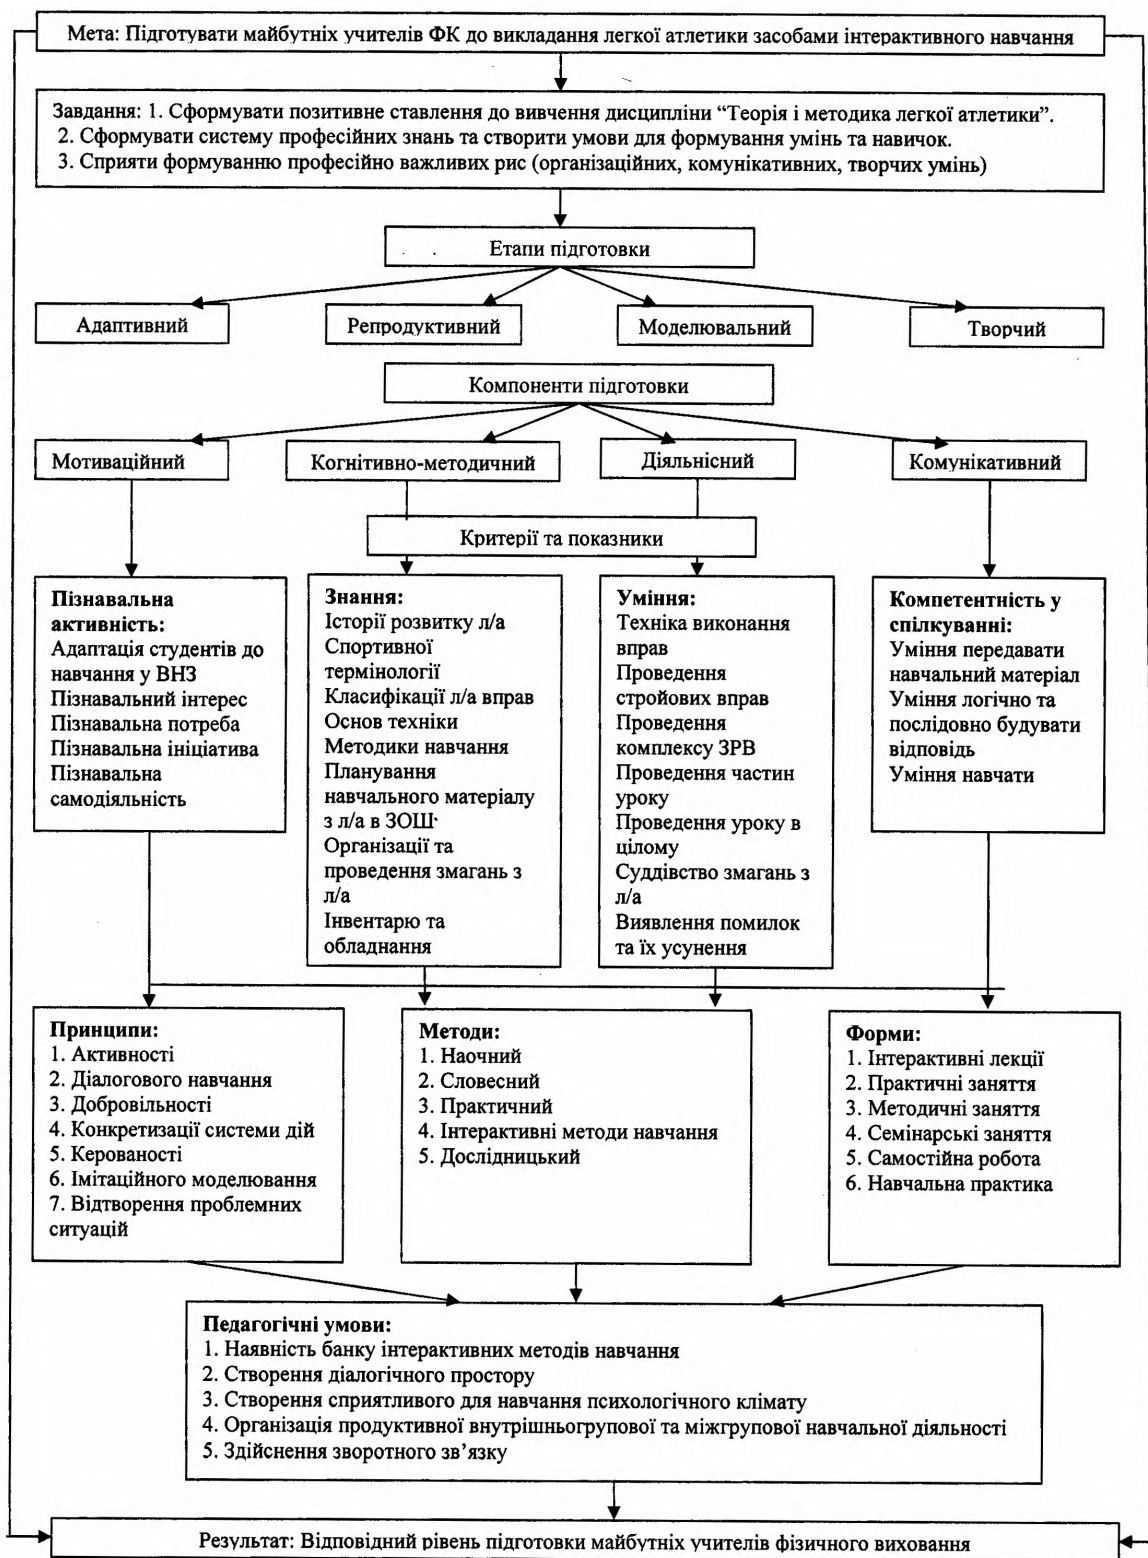 Мета: Підготувати майбутніх учителів ФК до викладання легкої атлетики засобами інтерактивного навчання
Завдання: 1. Сформувати позитивне ставлення до вивчення дисципліни “Теорія і методика легкої атлетики”.
2. Сформувати систему професійних знань та створити умови для формування умінь та навичок.
3. Сприяти формуванню професійно важливих рис (організаційних, комунікативних, творчих умінь)
Етапи підготовки
Адаптивний
Репродуктивний
Моделювальний
Творчий
Компоненти підготовки
Мотиваційний
Когнітивно-методичний
Діяльнісний
Комунікативний
Критерії та показники
Пізнавальна
активність:
Адаптація студентів до
навчання у ВНЗ
Пізнавальний інтерес
Пізнавальна потреба
Пізнавальна ініціатива
Пізнавальна
самодіяльність
Знання:
Історії розвитку л/а
Спортивної
термінології
Класифікації л/а вправ
Основ техніки
Методики навчання
Планування
навчального матеріалу
з л/а в ЗОШ
Організації та
проведення змагань з
л/а
Інвентарю та
обладнання
Уміння:
Техніка виконання
вправ
Проведення
стройових вправ
Проведення
комплексу ЗРВ
Проведення частин
уроку
Проведення уроку в
цілому
Суддівство змагань з
л/а
Виявлення помилок
та їх усунення
Компетентність у
спілкуванні:
Уміння передавати
навчальний матеріал
Уміння логічно та
послідовно будувати
відповідь
Уміння навчати
Принципи:
1. Активності
2. Діалогового навчання
3. Добровільності
4. Конкретизації системи дій
5. Керованості
6. Імітаційного моделювання
7. Відтворення проблемних
ситуацій
Методи:
1. Наочний
2. Словесний
3. Практичний
4. Інтерактивні методи навчання
5. Дослідницький
Форми:
1. Інтерактивні лекції
2. Практичні заняття
3. Методичні заняття
4. Семінарські заняття
5. Самостійна робота
6. Навчальна практика
Педагогічні умови:
1. Наявність банку інтерактивних методів навчання
2. Створення діалогічного простору
3. Створення сприятливого для навчання психологічного клімату
4. Організація продуктивної внутрішньогрупової та міжгрупової навчальної діяльності
5. Здійснення зворотного зв’язку
Результат: Відповідний рівень підготовки майбутніх учителів фізичного виховання